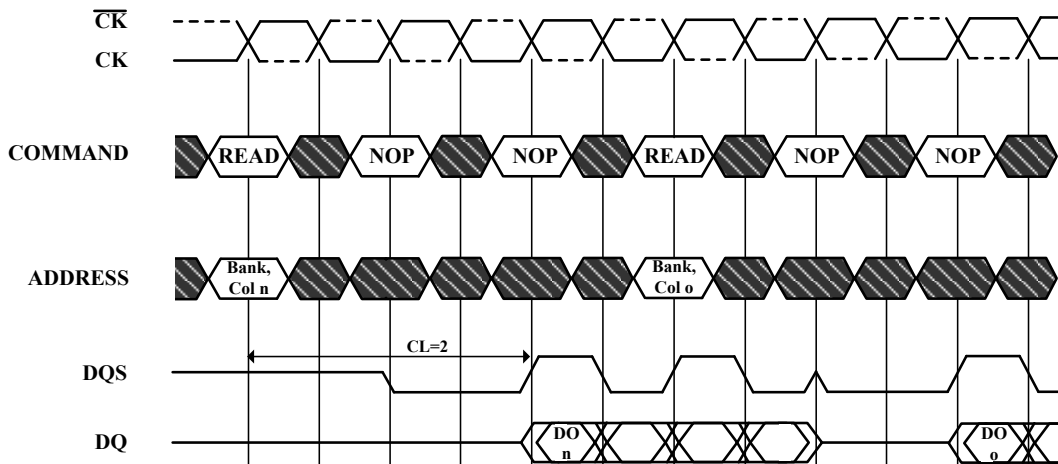 CK
CK
COMMAND READ NOP NOP READ NOP NOP
ADDRESS Bank, Col n Bank, Col o
CL=2
DQS
DQ DO n DO o